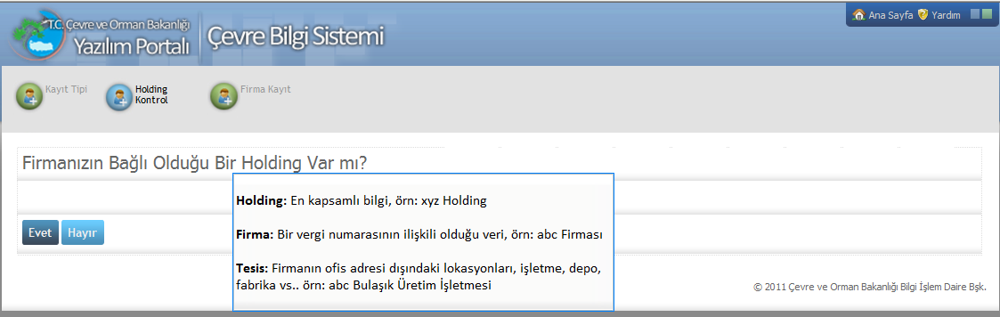 T.C. Çevre ve Orman Bakanlığı
Yazılım Portalı
Çevre Bilgi Sistemi
Ana Sayfa Yardım
Kayıt Tipi
Holding
Kontrol
Firma Kayıt
Firmanızın Bağlı Olduğu Bir Holding Var mı?
Holding: En kapsamlı bilgi, örn: xyz Holding
Evet Hayır
Firma: Bir vergi numarasının ilişkili olduğu veri, örn: abc Firması
Tesis: Firmanın ofis adresi dışındaki lokasyonları, işletme, depo,
fabrika vs.. örn: abc Bulaşık Üretim İşletmesi
© 2011 Çevre ve Orman Bakanlığı Bilgi İşlem Daire Bşk.